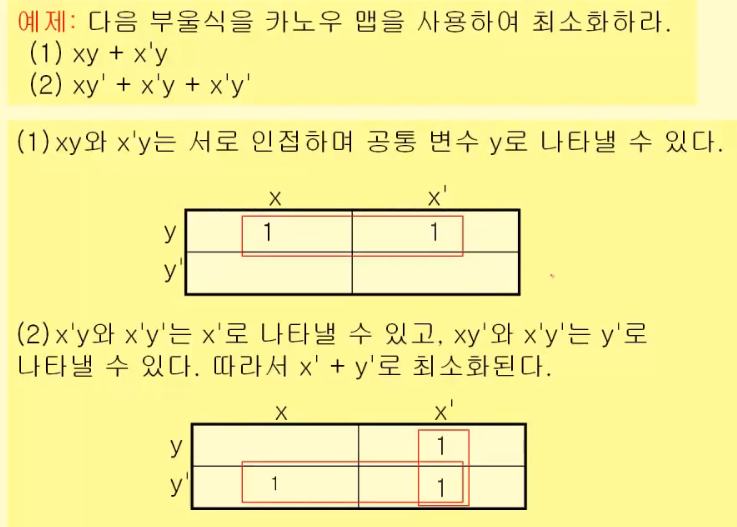 예제: 다음 부울식을 카노우 맵을 사용하여 최소화하라.
(1) xy + x'y
(2) xy' + x'y + x'y'
(1) xy와 x'y는 서로 인접하며 공통 변수 y로 나타낼 수 있다.
x x'
y 1 1
y'
(2) x'y와 x'y'는 x'로 나타낼 수 있고, xy'와 x'y'는 y'로
나타낼 수 있다. 따라서 x' + y'로 최소화된다.
x x'
y 1
y' 1 1